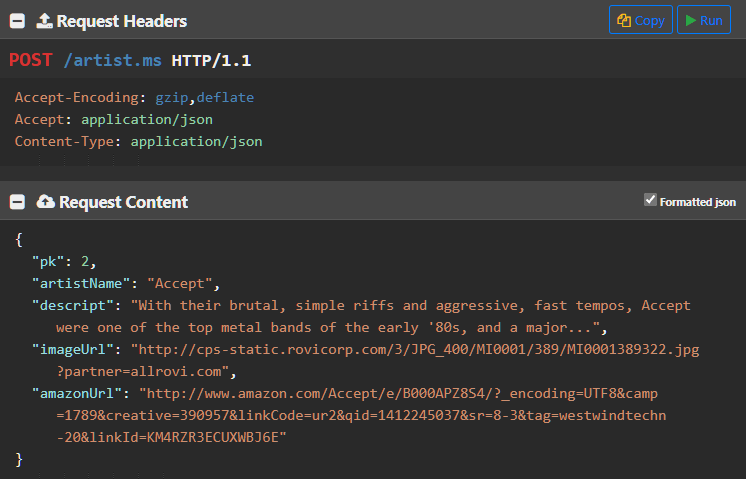 Request Headers
Copy
Run
POST /artist.ms HTTP/1.1
Accept-Encoding: gzip,deflate
Accept: application/json
Content-Type: application/json
Request Content
Formatted json
{
"pk": 2,
"artistName": "Accept",
"descript": "With their brutal, simple riffs and aggressive, fast tempos, Accept
were one of the top metal bands of the early '80s, and a major...",
"imageUrl": "http://cps-static.rovicorp.com/3/JPG_400/MI0001/389/MI0001389322.jpg
?partner=allrovi.com",
"amazonUrl": "http://www.amazon.com/Accept/e/B000APZ8S4/?_encoding=UTF8&camp
=1789&creative=390957&linkCode=ur2&qid=1412245037&sr=8-3&tag=westwindtechn
-20&linkId=KM4RZR3ECUXWBJ6E"
}